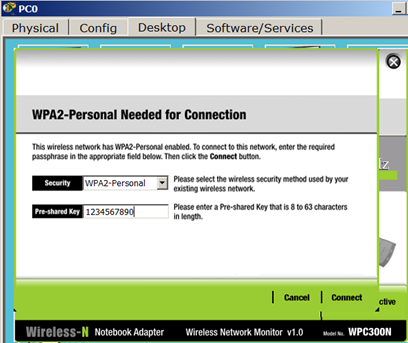 PC0
Physical Config Desktop Software/Services
WPA2-Personal Needed for Connection
This wireless network has WPA2-Personal enabled. To connect to this network, enter the required
passphrase in the appropriate field below. Then click the Connect button.
Security WPA2-Personal Please select the wireless security method used by your
existing wireless network.
Pre-shared Key 1234567890 Please enter a Pre-shared Key that is 8 to 63 characters
in length.
Cancel Connect
Wireless-N Notebook Adapter Wireless Network Monitor v1.0 Model No. WPC300N